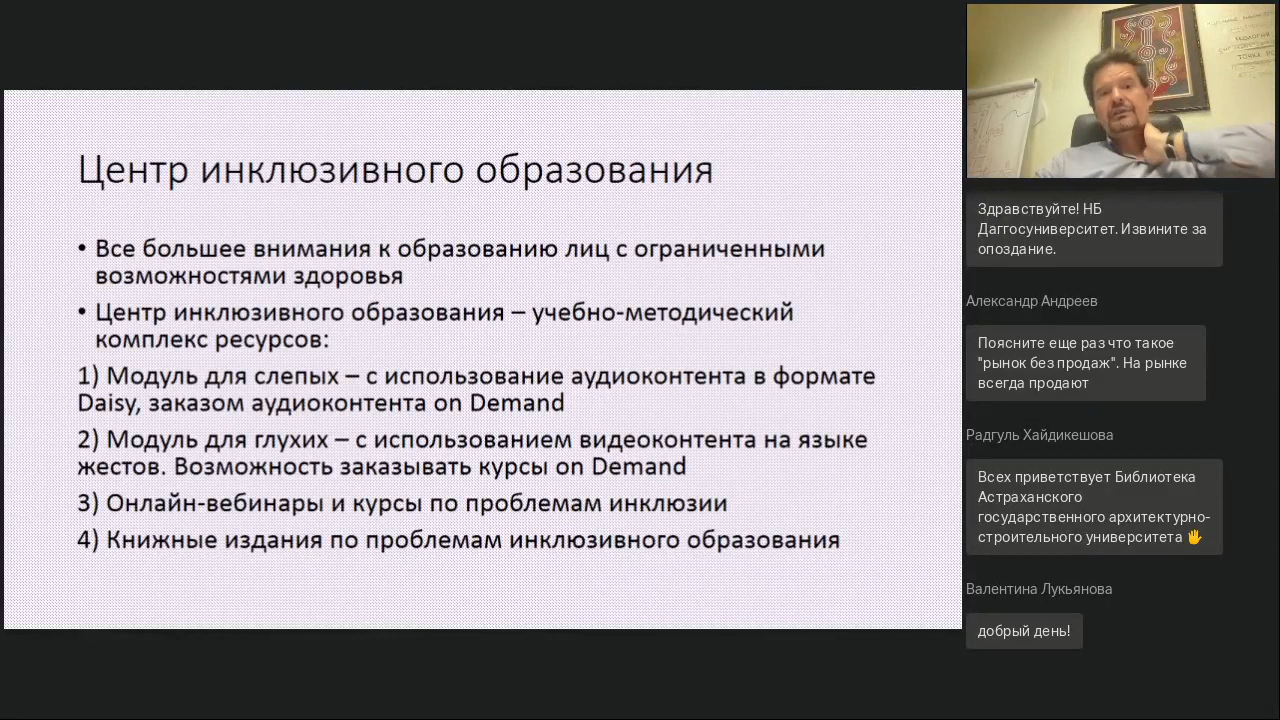 Центр инклюзивного образования
• Все большее внимания к образованию лиц с ограниченными
возможностями здоровья
• Центр инклюзивного образования – учебно-методический
комплекс ресурсов:
1) Модуль для слепых – с использование аудиоконтента в формате
Daisy, заказом аудиоконтента on Demand
2) Модуль для глухих – с использованием видеоконтента на языке
жестов. Возможность заказывать курсы on Demand
3) Онлайн-вебинары и курсы по проблемам инклюзии
4) Книжные издания по проблемам инклюзивного образования
Здравствуйте! НБ
Даггосуниверситет. Извините за
опоздание.
Александр Андреев
Поясните еще раз что такое
"рынок без продаж". На рынке
всегда продают
Радгуль Хайдикешова
Всех приветствует Библиотека
Астраханского
государственного архитектурно-
строительного университета 🖐
Валентина Лукьянова
добрый день!